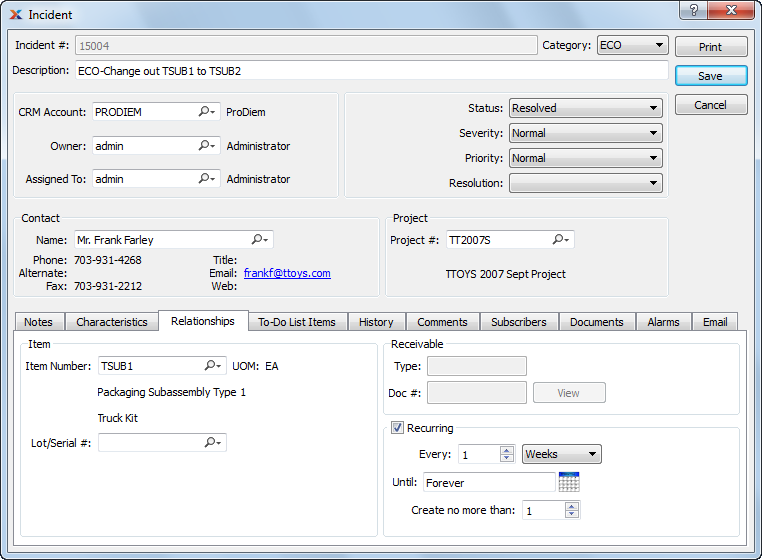 Incident
Incident #: 15004 Category: ECO Print
Description: ECO-Change out TSUB1 to TSUB2 Save
Cancel
CRM Account: PRODIEM ProDiem
Owner: admin Administrator
Assigned To: admin Administrator
Status: Resolved
Severity: Normal
Priority: Normal
Resolution:
Contact
Name: Mr. Frank Farley
Phone: 703-931-4268 Title:
Alternate: Email: frankf@ttoys.com
Fax: 703-931-2212 Web:
Project
Project #: TT2007S
TTOYS 2007 Sept Project
Notes Characteristics Relationships To-Do List Items History Comments Subscribers Documents Alarms Email
Item
Item Number: TSUB1 UOM: EA
Packaging Subassembly Type 1
Truck Kit
Lot/Serial #:
Receivable
Type:
Doc #: View
Recurring
Every: 1 Weeks
Until: Forever
Create no more than: 1